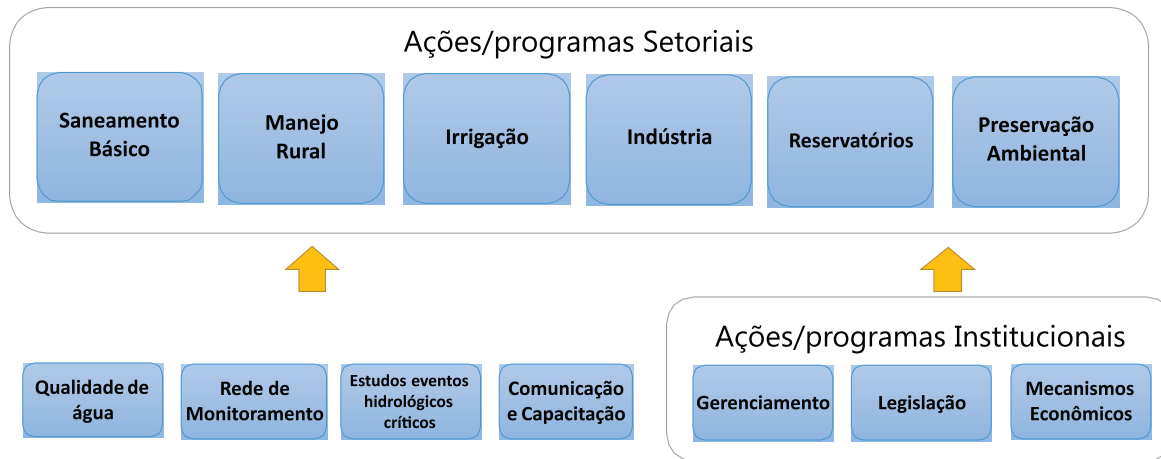 Ações/programas Setoriais
Saneamento
Básico
Manejo
Rural
Irrigação
Indústria
Reservatórios
Preservação
Ambiental
Ações/programas Institucionais
Qualidade de
água
Rede de
Monitoramento
Estudos eventos
hidrológicos
críticos
Comunicação
e Capacitação
Gerenciamento
Legislação
Mecanismos
Econômicos